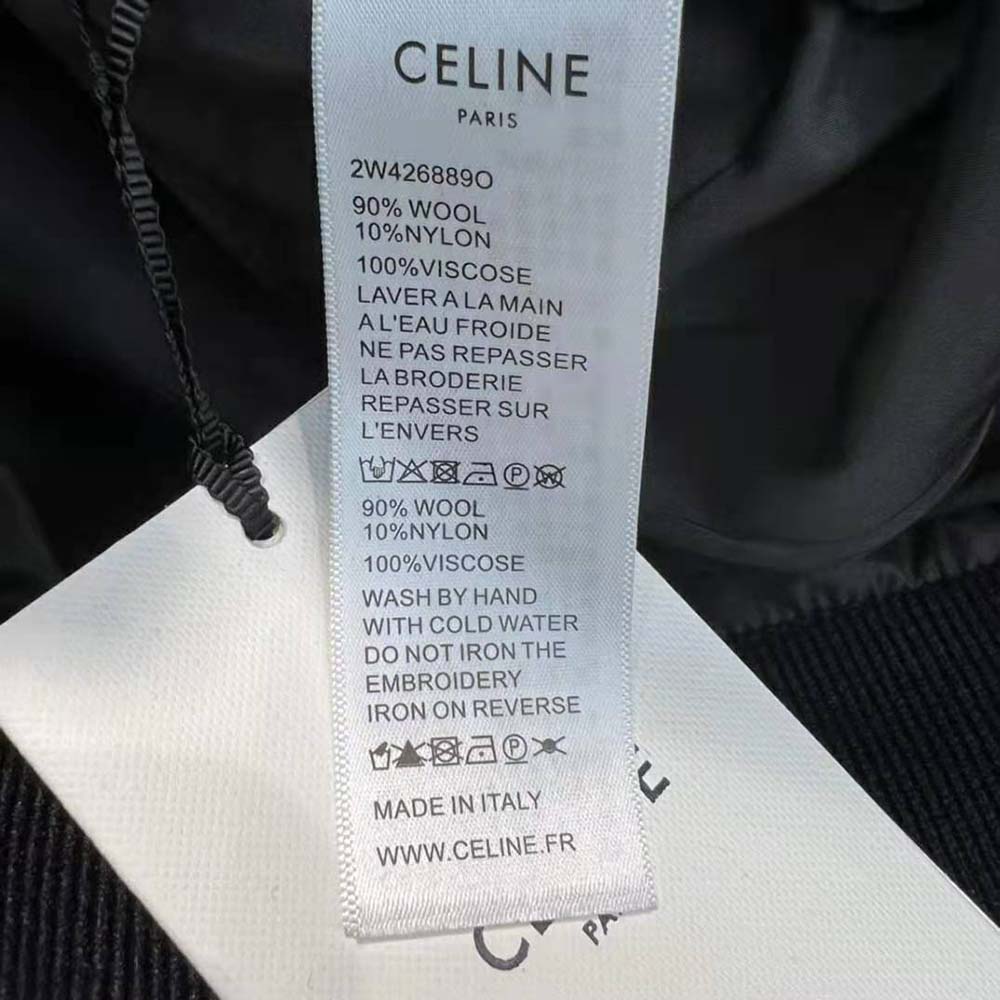 CELINE
PARIS
2W426889O
90% WOOL
10%NYLON
100%VISCOSE
LAVER A LA MAIN
A L'EAU FROIDE
NE PAS REPASSER
LA BRODERIE
REPASSER SUR
L'ENVERS
P W
90% WOOL
10%NYLON
100%VISCOSE
WASH BY HAND
WITH COLD WATER
DO NOT IRON THE
EMBROIDERY
IRON ON REVERSE
P
MADE IN ITALY
WWW.CELINE.FR